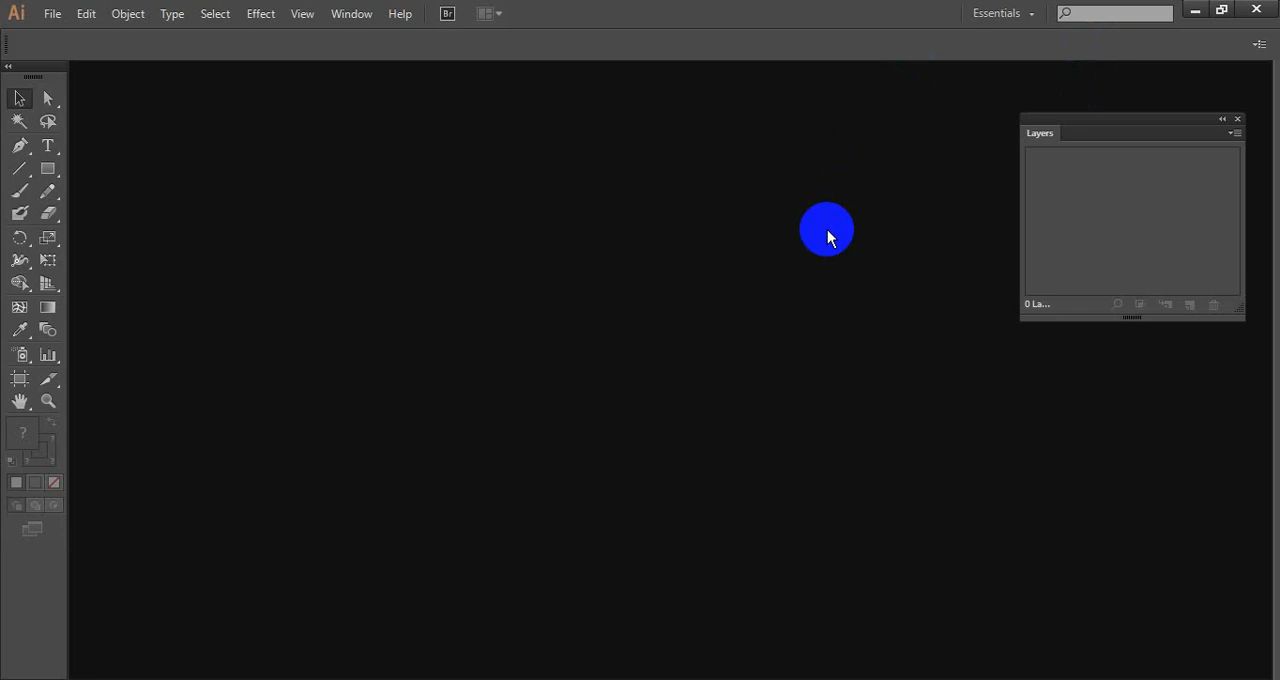 Ai File Edit Object Type Select Effect View Window Help Br Essentials
Layers
T
?
?
? ?
0 La...